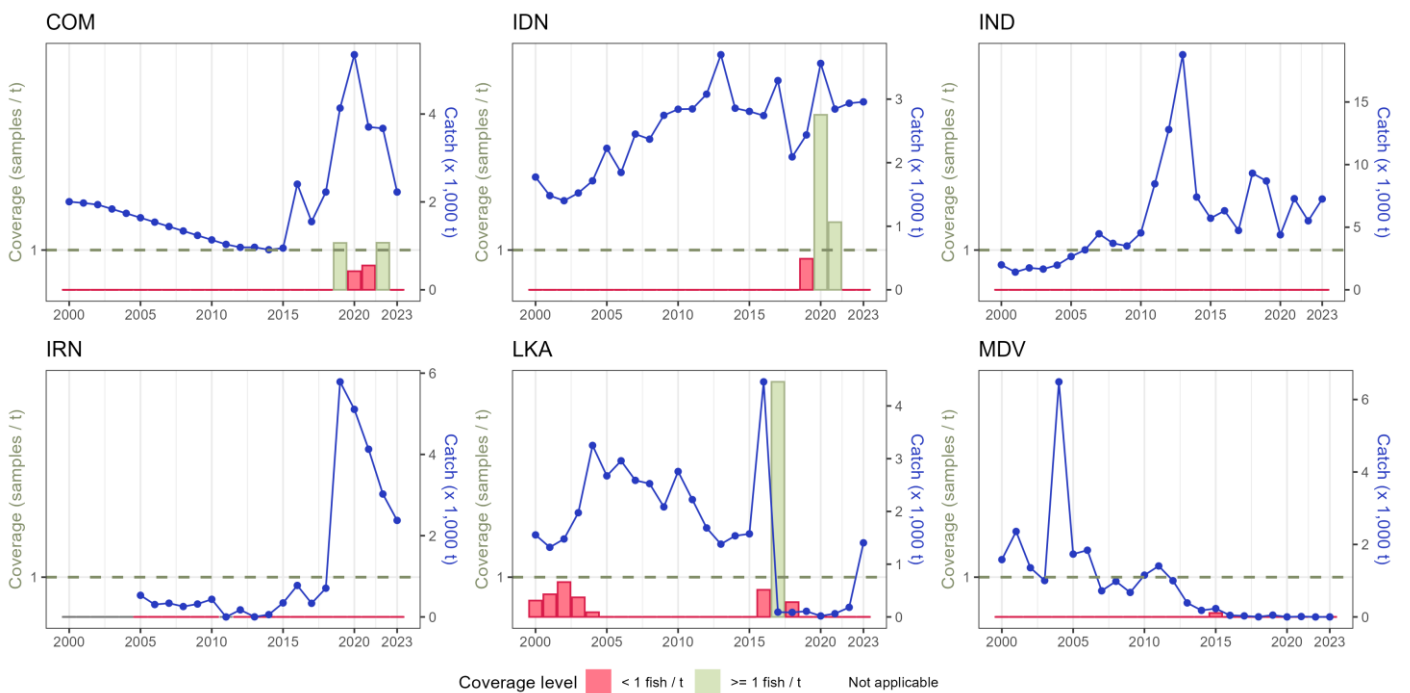 COM
Coverage (samples / t)
1
4
2
0
Catch (x 1,000 t)
2000 2005 2010 2015 2020 2023
IDN
Coverage (samples / t)
1
3
2
1
0
Catch (x 1,000 t)
2000 2005 2010 2015 2020 2023
IND
Coverage (samples / t)
1
15
10
5
0
Catch (x 1,000 t)
2000 2005 2010 2015 2020 2023
IRN
Coverage (samples / t)
1
6
4
2
0
Catch (x 1,000 t)
2000 2005 2010 2015 2020 2023
LKA
Coverage (samples / t)
1
4
3
2
1
0
Catch (x 1,000 t)
2000 2005 2010 2015 2020 2023
MDV
Coverage (samples / t)
1
6
4
2
0
Catch (x 1,000 t)
2000 2005 2010 2015 2020 2023
Coverage level < 1 fish / t >= 1 fish / t Not applicable